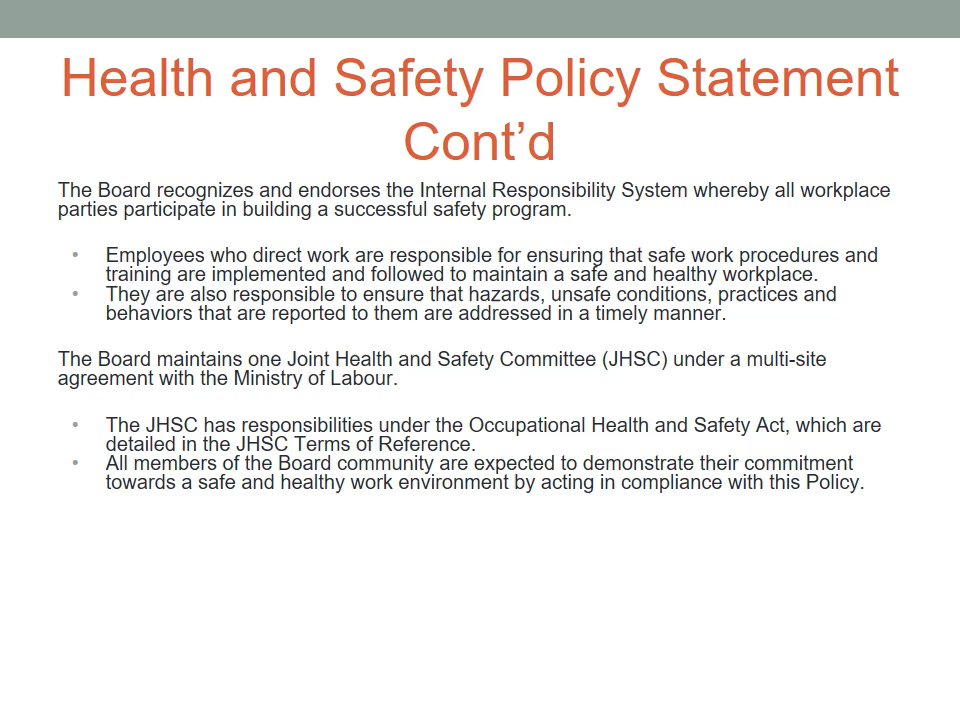 Health and Safety Policy Statement
Cont’d
The Board recognizes and endorses the Internal Responsibility System whereby all workplace
parties participate in building a successful safety program.
• Employees who direct work are responsible for ensuring that safe work procedures and
training are implemented and followed to maintain a safe and healthy workplace.
• They are also responsible to ensure that hazards, unsafe conditions, practices and
behaviors that are reported to them are addressed in a timely manner.
The Board maintains one Joint Health and Safety Committee (JHSC) under a multi-site
agreement with the Ministry of Labour.
• The JHSC has responsibilities under the Occupational Health and Safety Act, which are
detailed in the JHSC Terms of Reference.
• All members of the Board community are expected to demonstrate their commitment
towards a safe and healthy work environment by acting in compliance with this Policy.